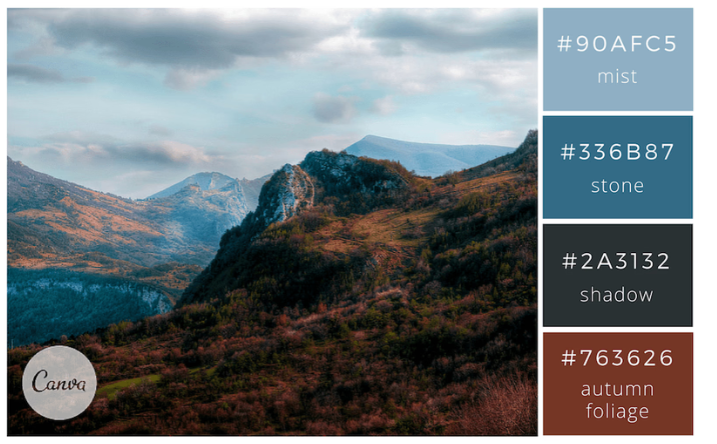 #90AFC5
mist
#336B87
stone
#2A3132
shadow
#763626
autumn
foliage
Canva